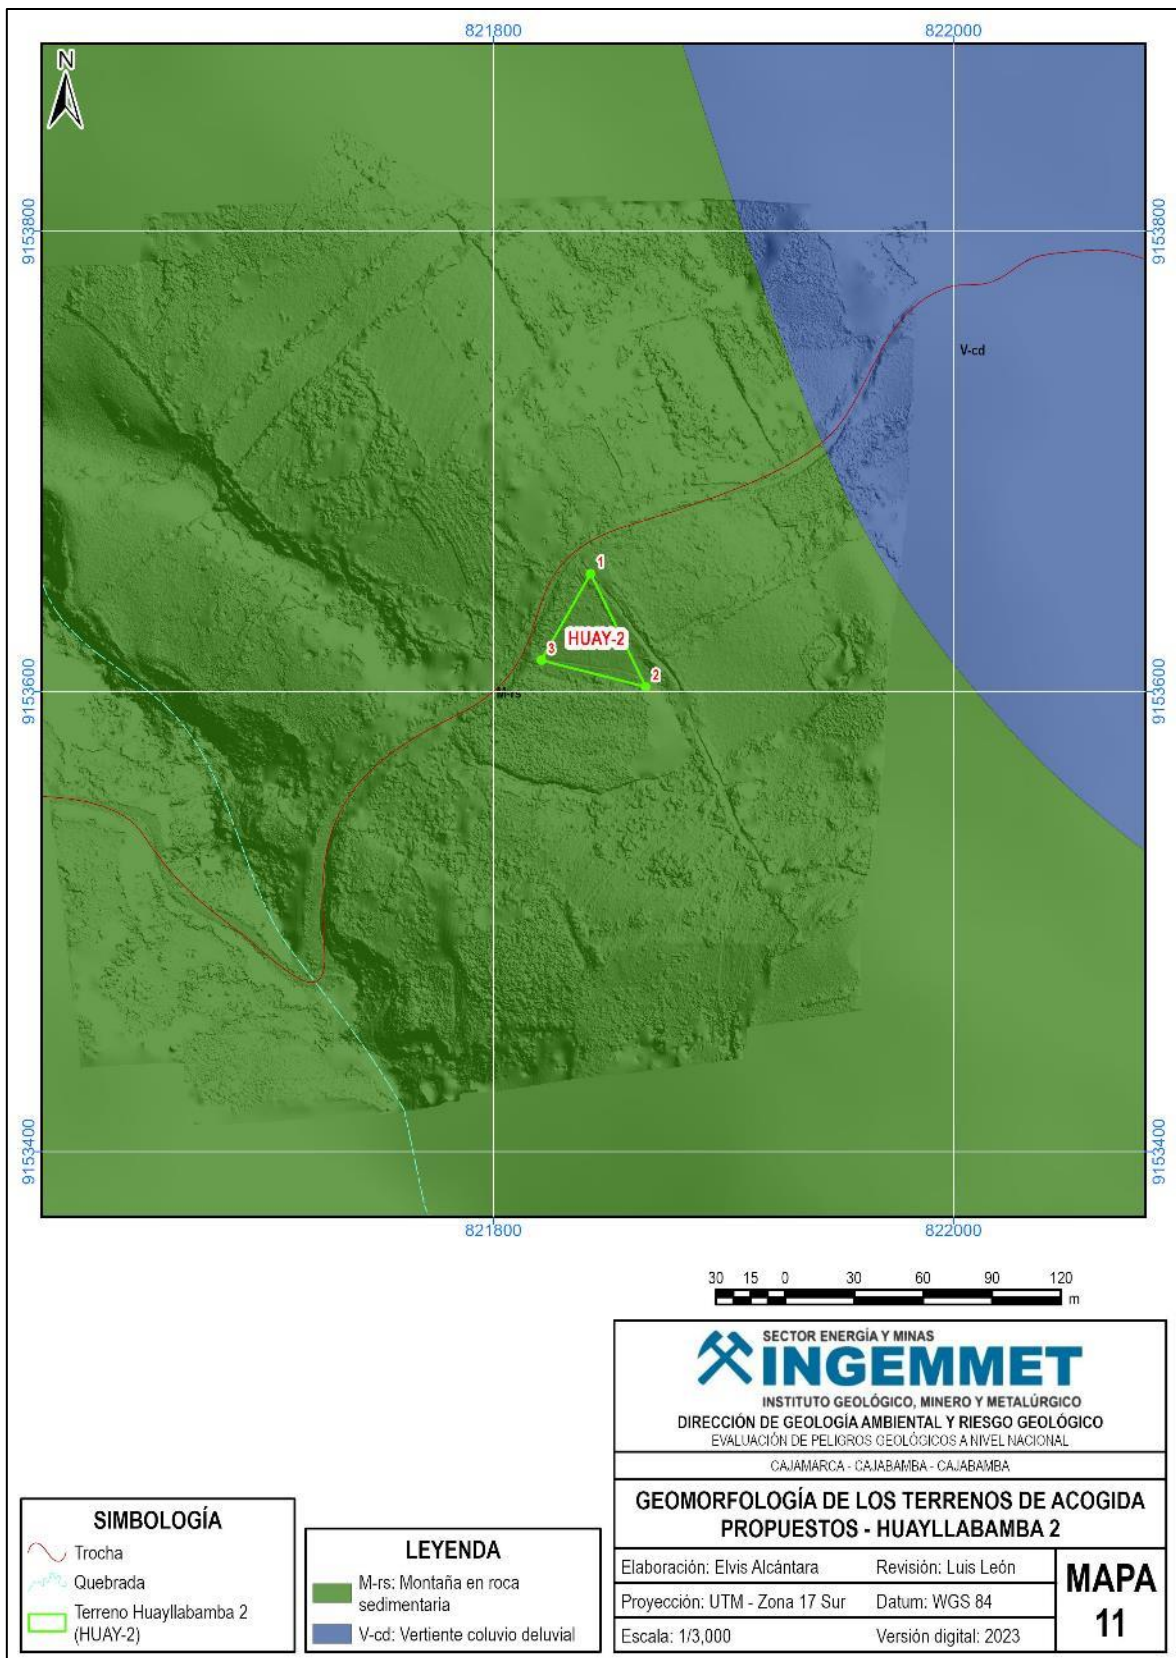 821800
822000
N
9153800
9153800
V-cd
1
HUAY-2
3
2
9153600
M-rs
9153600
9153400
9153400
821800
822000
30 15 0 30 60 90 120
m
SECTOR ENERGÍA Y MINAS
INGEMMET
INSTITUTO GEOLÓGICO, MINERO Y METALÚRGICO
DIRECCIÓN DE GEOLOGÍA AMBIENTAL Y RIESGO GEOLÓGICO
EVALUACIÓN DE PELIGROS GEOLÓGICOS A NIVEL NACIONAL
CAJAMARCA - CAJABAMBA - CAJABAMBA
GEOMORFOLOGÍA DE LOS TERRENOS DE ACOGIDA
PROPUESTOS - HUAYLLABAMBA 2
Elaboración: Elvis Alcántara
Revisión: Luis León
Proyección: UTM - Zona 17 Sur
Datum: WGS 84
Escala: 1/3,000
Versión digital: 2023
MAPA
11
SIMBOLOGÍA
Trocha
Quebrada
Terreno Huayllabamba 2
(HUAY-2)
LEYENDA
M-rs: Montaña en roca
sedimentaria
V-cd: Vertiente coluvio deluvial